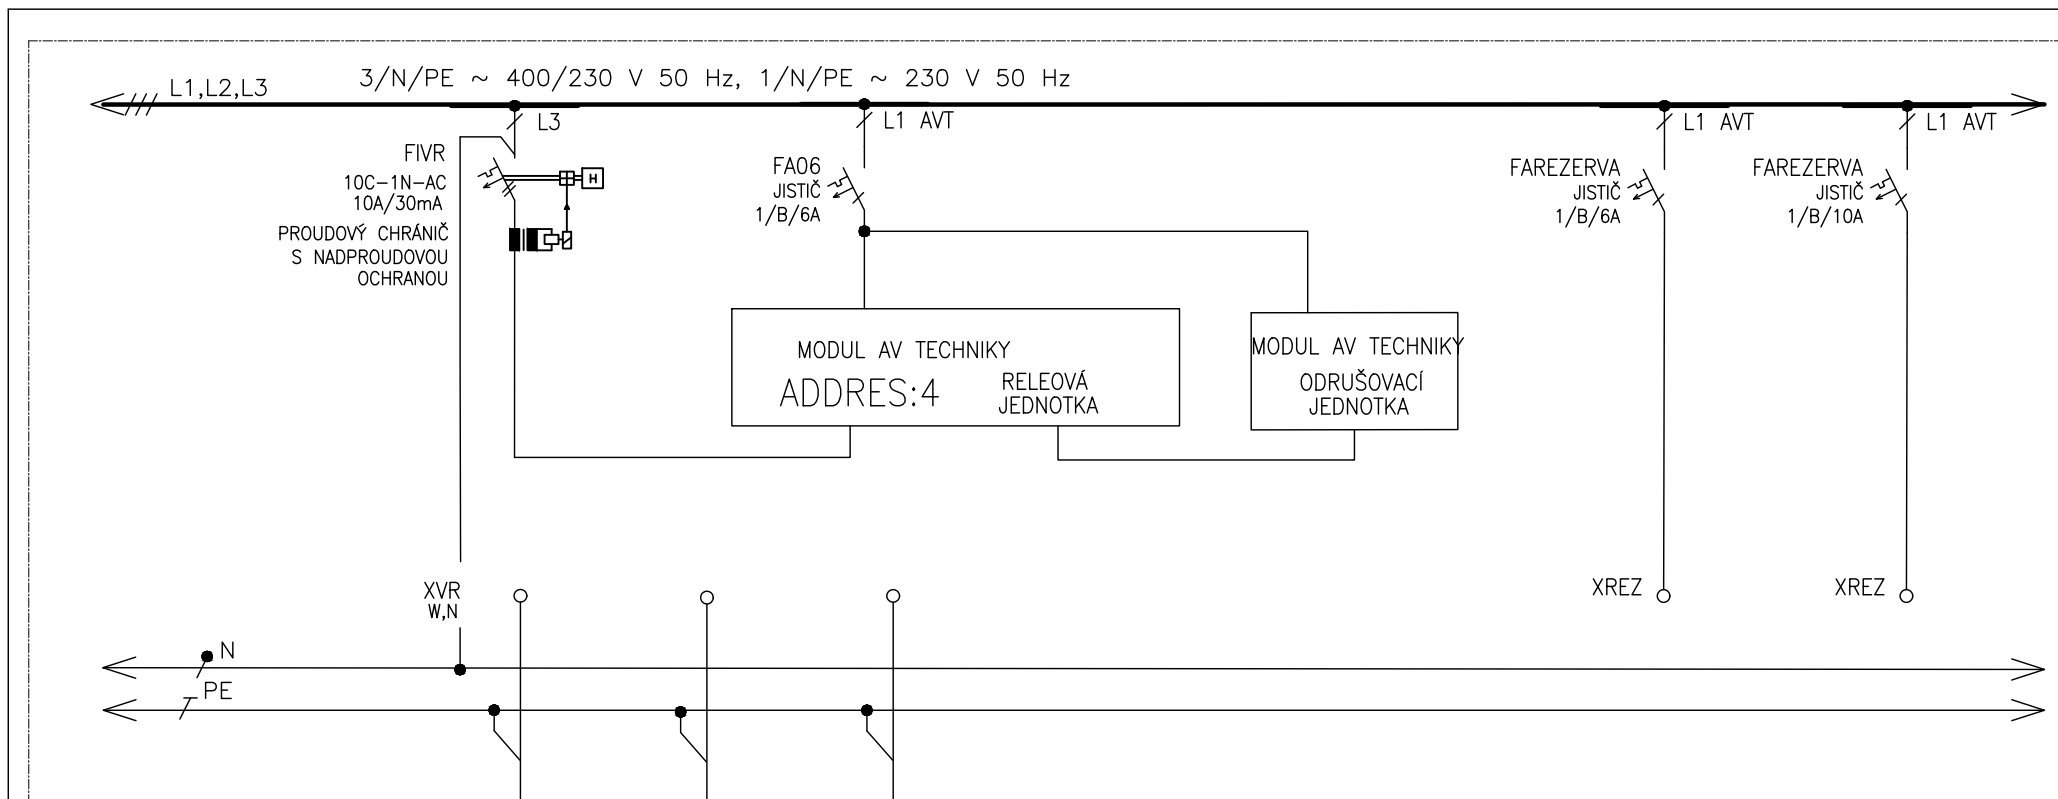 3/N/PE ~ 400/230 V 50 Hz, 1/N/PE ~ 230 V 50 Hz
L1,L2,L3
L3
L1 AVT
L1 AVT
L1 AVT
FIVR
10C-1N-AC
10A/30mA
PROUDOVÝ CHRÁNIČ
S NADPROUDOVOU
OCHRANOU
H
FA06
JISTIČ
1/B/6A
FAREZERVA
JISTIČ
1/B/6A
FAREZERVA
JISTIČ
1/B/10A
MODUL AV TECHNIKY
ADDRES:4
RELEOVÁ
JEDNOTKA
MODUL AV TECHNIKY
ODRUŠOVACÍ
JEDNOTKA
XVR
W,N
XREZ
XREZ
N
PE